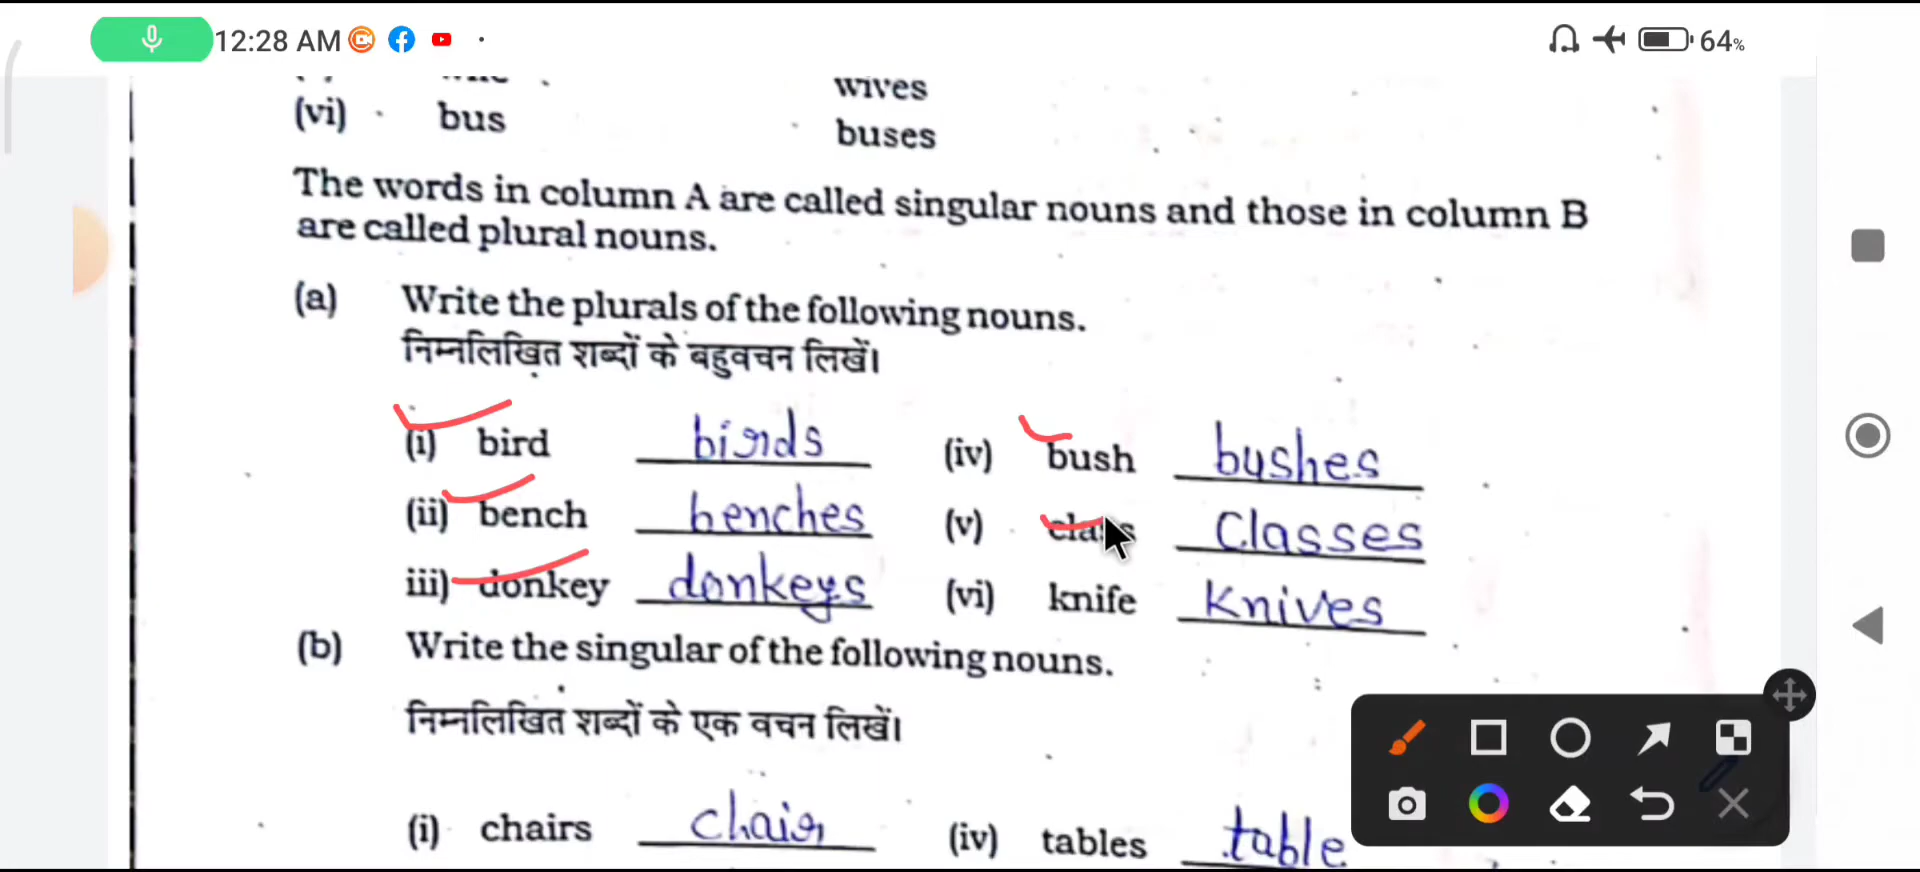 12:28 AM 64%
wives
(vi) bus buses
The words in column A are called singular nouns and those in column B
are called plural nouns.
(a) Write the plurals of the following nouns.
निम्नलिखित शब्दों के बहुवचन लिखें।
(i) bird birds (iv) bush bushes
(ii) bench benches (v) class Classes
iii) donkey donkeys (vi) knife Knives
(b) Write the singular of the following nouns.
निम्नलिखित शब्दों के एक वचन लिखें।
(i) chairs chair (iv) tables table